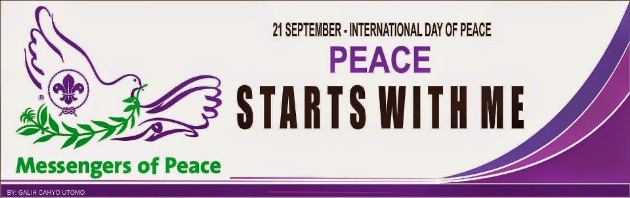 21 SEPTEMBER - INTERNATIONAL DAY OF PEACE
PEACE
STARTS WITH ME
®
Messengers of Peace
BY: GALIH CAHYO UTOMO